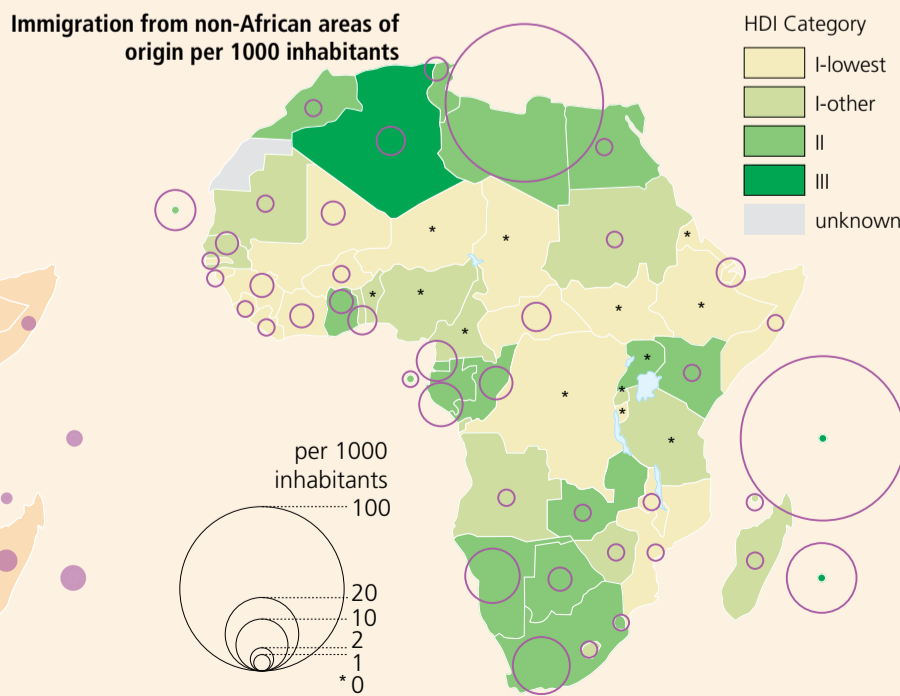 Immigration from non-African areas of
origin per 1000 inhabitants
HDI Category
I-lowest
I-other
II
III
unknown
per 1000
inhabitants
100
20
10
2
1
* 0
*
*
*
*
*
*
*
*
*
*
*
*
*